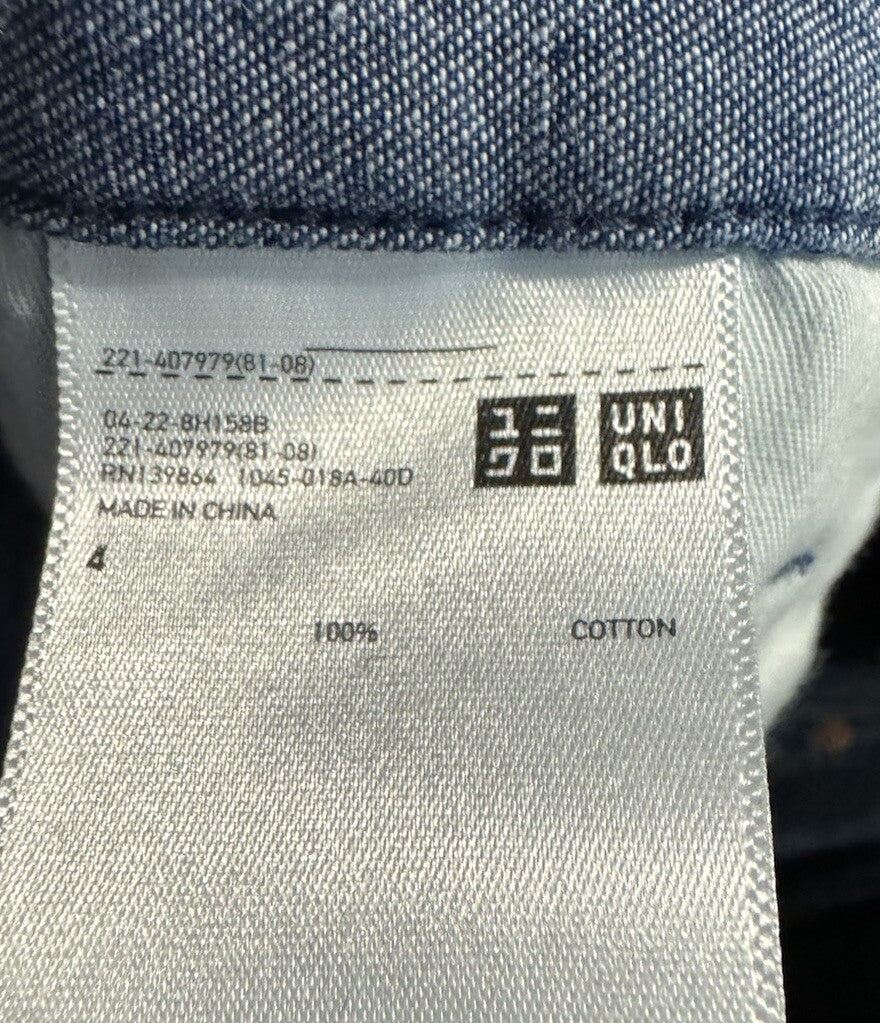 221-407979(81-08)
04-22-8H158B
221-407979(81-08)
RN139864 1045-018A-40D
MADE IN CHINA
ユニ
クロ
UNI
QLO
4
100% COTTON